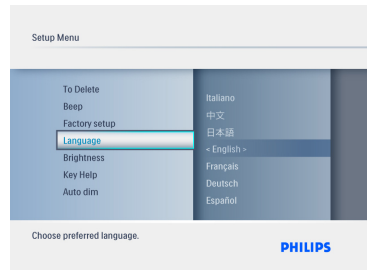 Setup Menu
To Delete
Beep
Factory setup
Language
Brightness
Key Help
Auto dim
Italiano
中文
日本語
< English >
Français
Deutsch
Español
Choose preferred language.
PHILIPS